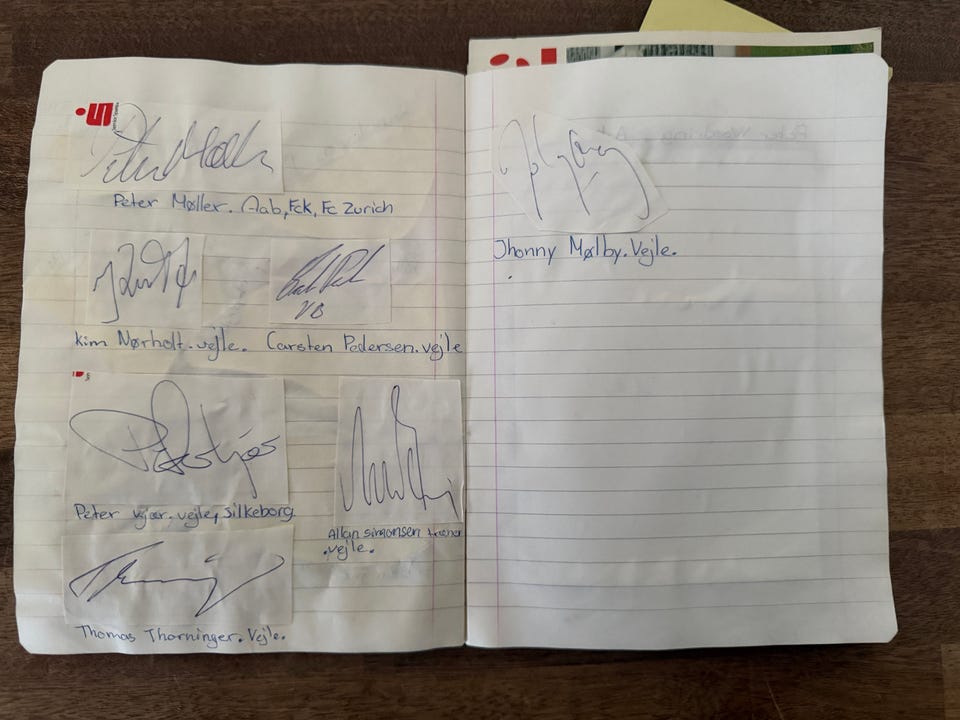 Peter Møller. Aab, Fck, Fc Zurich
Kim Nørholt. vejle. Carsten Pedersen. vejle
VB
Peter Kjær. vejle, Silkeborg.
Allan simonsen træner
.vejle.
Thomas Thorninger. Vejle.
Jhonny Mølby. Vejle.